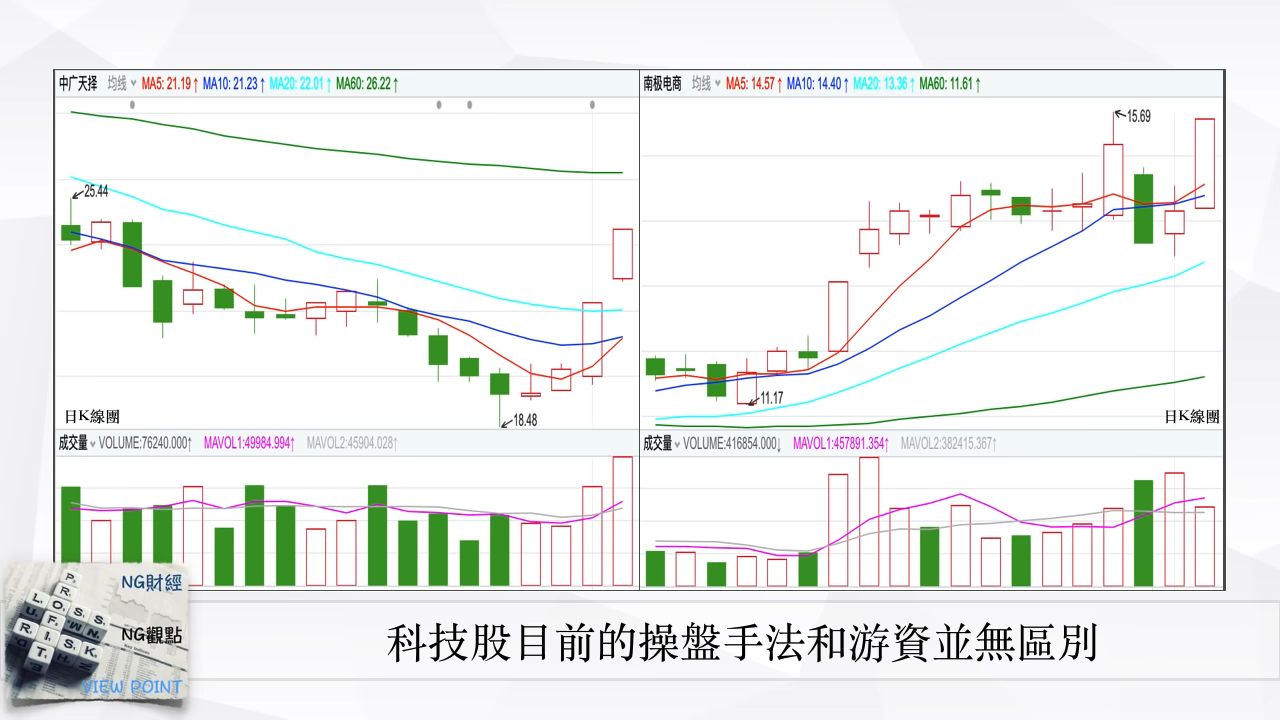 中广天择 均线 MA5: 21.19↑ MA10: 21.23↑ MA20: 22.01↑ MA60: 26.22↑
25.44
18.48
日K線圖
成交量 VOLUME:76240.000↑ MAVOL1:49984.994↑ MAVOL2:45904.028↑
南极电商 均线 MA5: 14.57↑ MA10: 14.40↑ MA20: 13.36↑ MA60: 11.61↑
15.69
11.17
日K線圖
成交量 VOLUME:416854.000↓ MAVOL1:457891.354↑ MAVOL2:382415.367↑
NG財經
NG觀點
VIEW POINT
科技股目前的操盤手法和游資並無區別